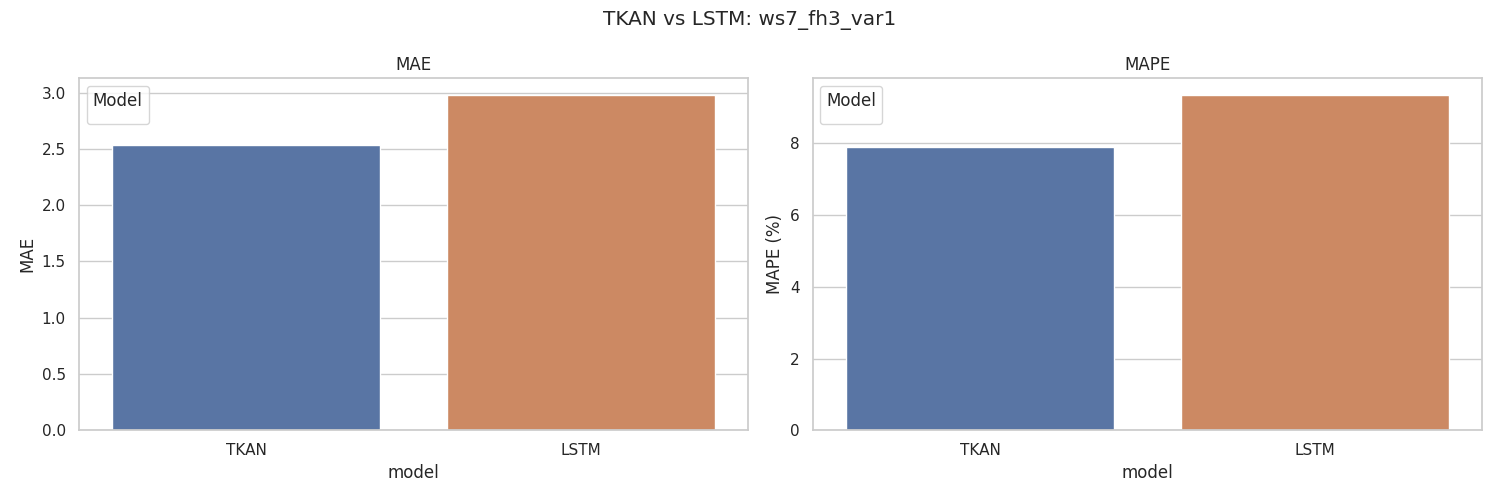 TKAN vs LSTM: ws7_fh3_var1
MAE
Model
3.0
2.5
2.0
1.5
1.0
0.5
0.0
MAE
TKAN
LSTM
model
MAPE
Model
8
6
4
2
0
MAPE (%)
TKAN
LSTM
model